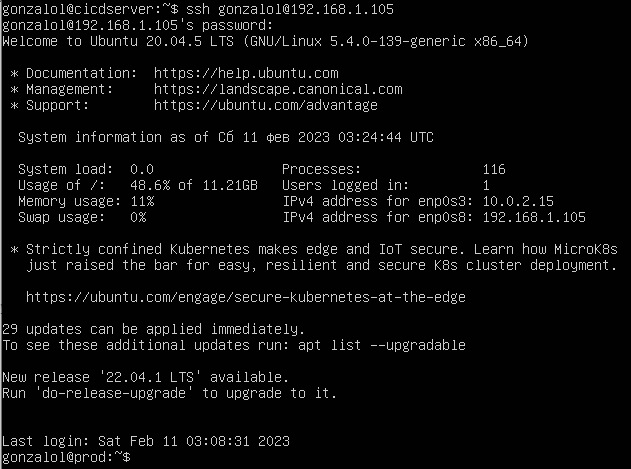 gonzalol@cicdserver:~$ ssh gonzalol@192.168.1.105
gonzalol@192.168.1.105's password:
Welcome to Ubuntu 20.04.5 LTS (GNU/Linux 5.4.0-139-generic x86_64)
* Documentation:  https://help.ubuntu.com
* Management:     https://landscape.canonical.com
* Support:        https://ubuntu.com/advantage
System information as of Сб 11 фев 2023 03:24:44 UTC
System load:  0.0               Processes:               116
Usage of /:   48.6% of 11.21GB   Users logged in:         1
Memory usage: 11%               IPv4 address for enp0s3: 10.0.2.15
Swap usage:   0%                IPv4 address for enp0s8: 192.168.1.105
* Strictly confined Kubernetes makes edge and IoT secure. Learn how MicroK8s
just raised the bar for easy, resilient and secure K8s cluster deployment.
https://ubuntu.com/engage/secure-kubernetes-at-the-edge
29 updates can be applied immediately.
To see these additional updates run: apt list --upgradable
New release '22.04.1 LTS' available.
Run 'do-release-upgrade' to upgrade to it.
Last login: Sat Feb 11 03:08:31 2023
gonzalol@prod:~$